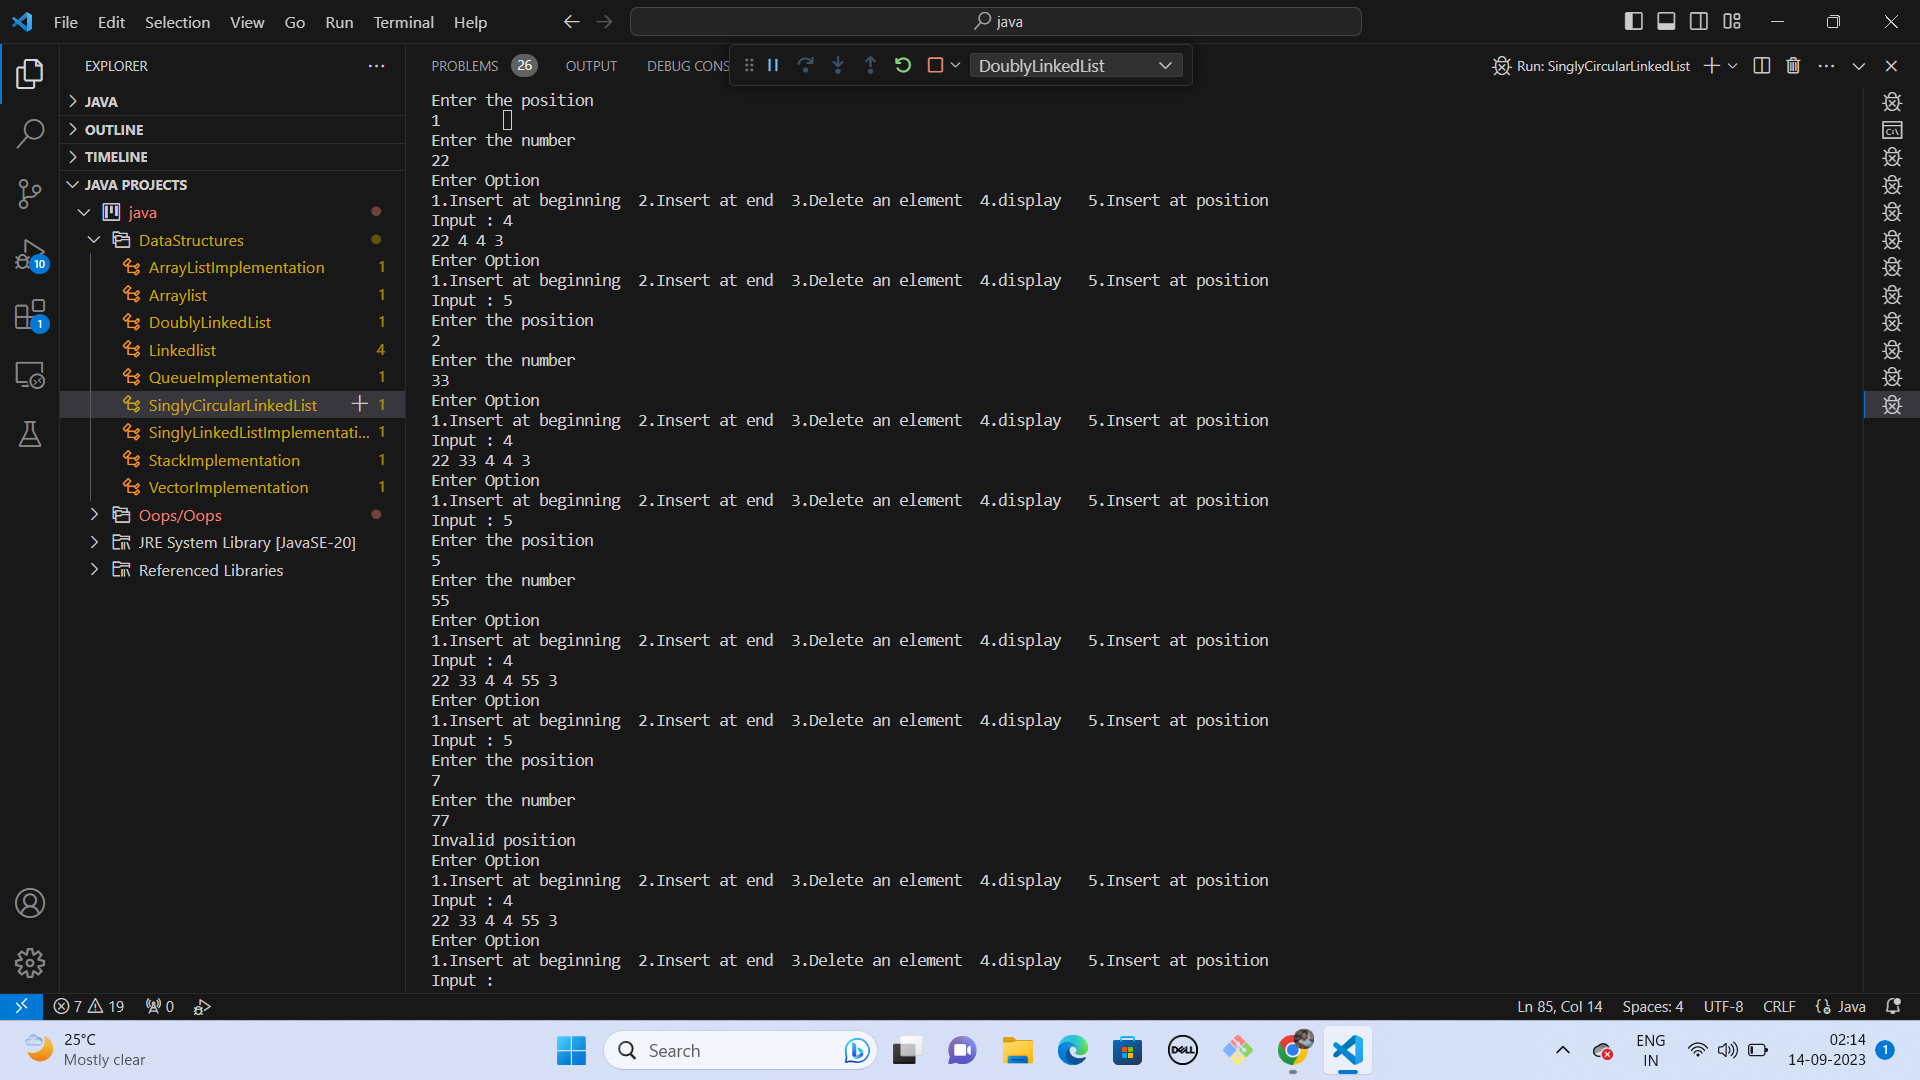 File Edit Selection View Go Run Terminal Help
java
EXPLORER
JAVA
OUTLINE
TIMELINE
JAVA PROJECTS
java
DataStructures
ArrayListImplementation 1
Arraylist 1
DoublyLinkedList 1
Linkedlist 4
QueueImplementation 1
SinglyCircularLinkedList 1
SinglyLinkedListImplementati... 1
StackImplementation 1
VectorImplementation 1
Oops/Oops
JRE System Library [JavaSE-20]
Referenced Libraries
10
1
PROBLEMS 26 OUTPUT DEBUG CONS
DoublyLinkedList
Run: SinglyCircularLinkedList
Enter the position
1
Enter the number
22
Enter Option
1.Insert at beginning  2.Insert at end  3.Delete an element  4.display   5.Insert at position
Input : 4
22 4 4 3
Enter Option
1.Insert at beginning  2.Insert at end  3.Delete an element  4.display   5.Insert at position
Input : 5
Enter the position
2
Enter the number
33
Enter Option
1.Insert at beginning  2.Insert at end  3.Delete an element  4.display   5.Insert at position
Input : 4
22 33 4 4 3
Enter Option
1.Insert at beginning  2.Insert at end  3.Delete an element  4.display   5.Insert at position
Input : 5
Enter the position
5
Enter the number
55
Enter Option
1.Insert at beginning  2.Insert at end  3.Delete an element  4.display   5.Insert at position
Input : 4
22 33 4 4 55 3
Enter Option
1.Insert at beginning  2.Insert at end  3.Delete an element  4.display   5.Insert at position
Input : 5
Enter the position
7
Enter the number
77
Invalid position
Enter Option
1.Insert at beginning  2.Insert at end  3.Delete an element  4.display   5.Insert at position
Input : 4
22 33 4 4 55 3
Enter Option
1.Insert at beginning  2.Insert at end  3.Delete an element  4.display   5.Insert at position
Input :
7 19 0
Ln 85, Col 14 Spaces: 4 UTF-8 CRLF {} Java
25°C
Mostly clear
Search
DELL
ENG
IN
02:14
14-09-2023
1